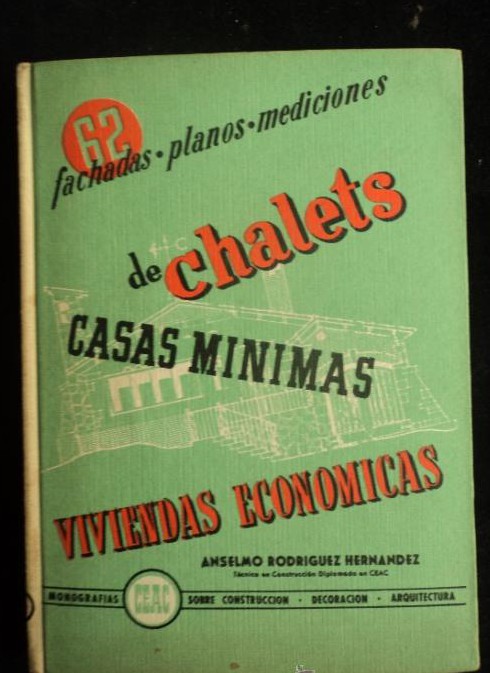 62
fachadas • planos • mediciones
de chalets
CASAS MINIMAS
VIVIENDAS ECONOMICAS
ANSELMO RODRIGUEZ HERNANDEZ
Técnico en Construcción Diplomado en CEAC
MONOGRAFIAS CEAC SOBRE CONSTRUCCION • DECORACION • ARQUITECTURA